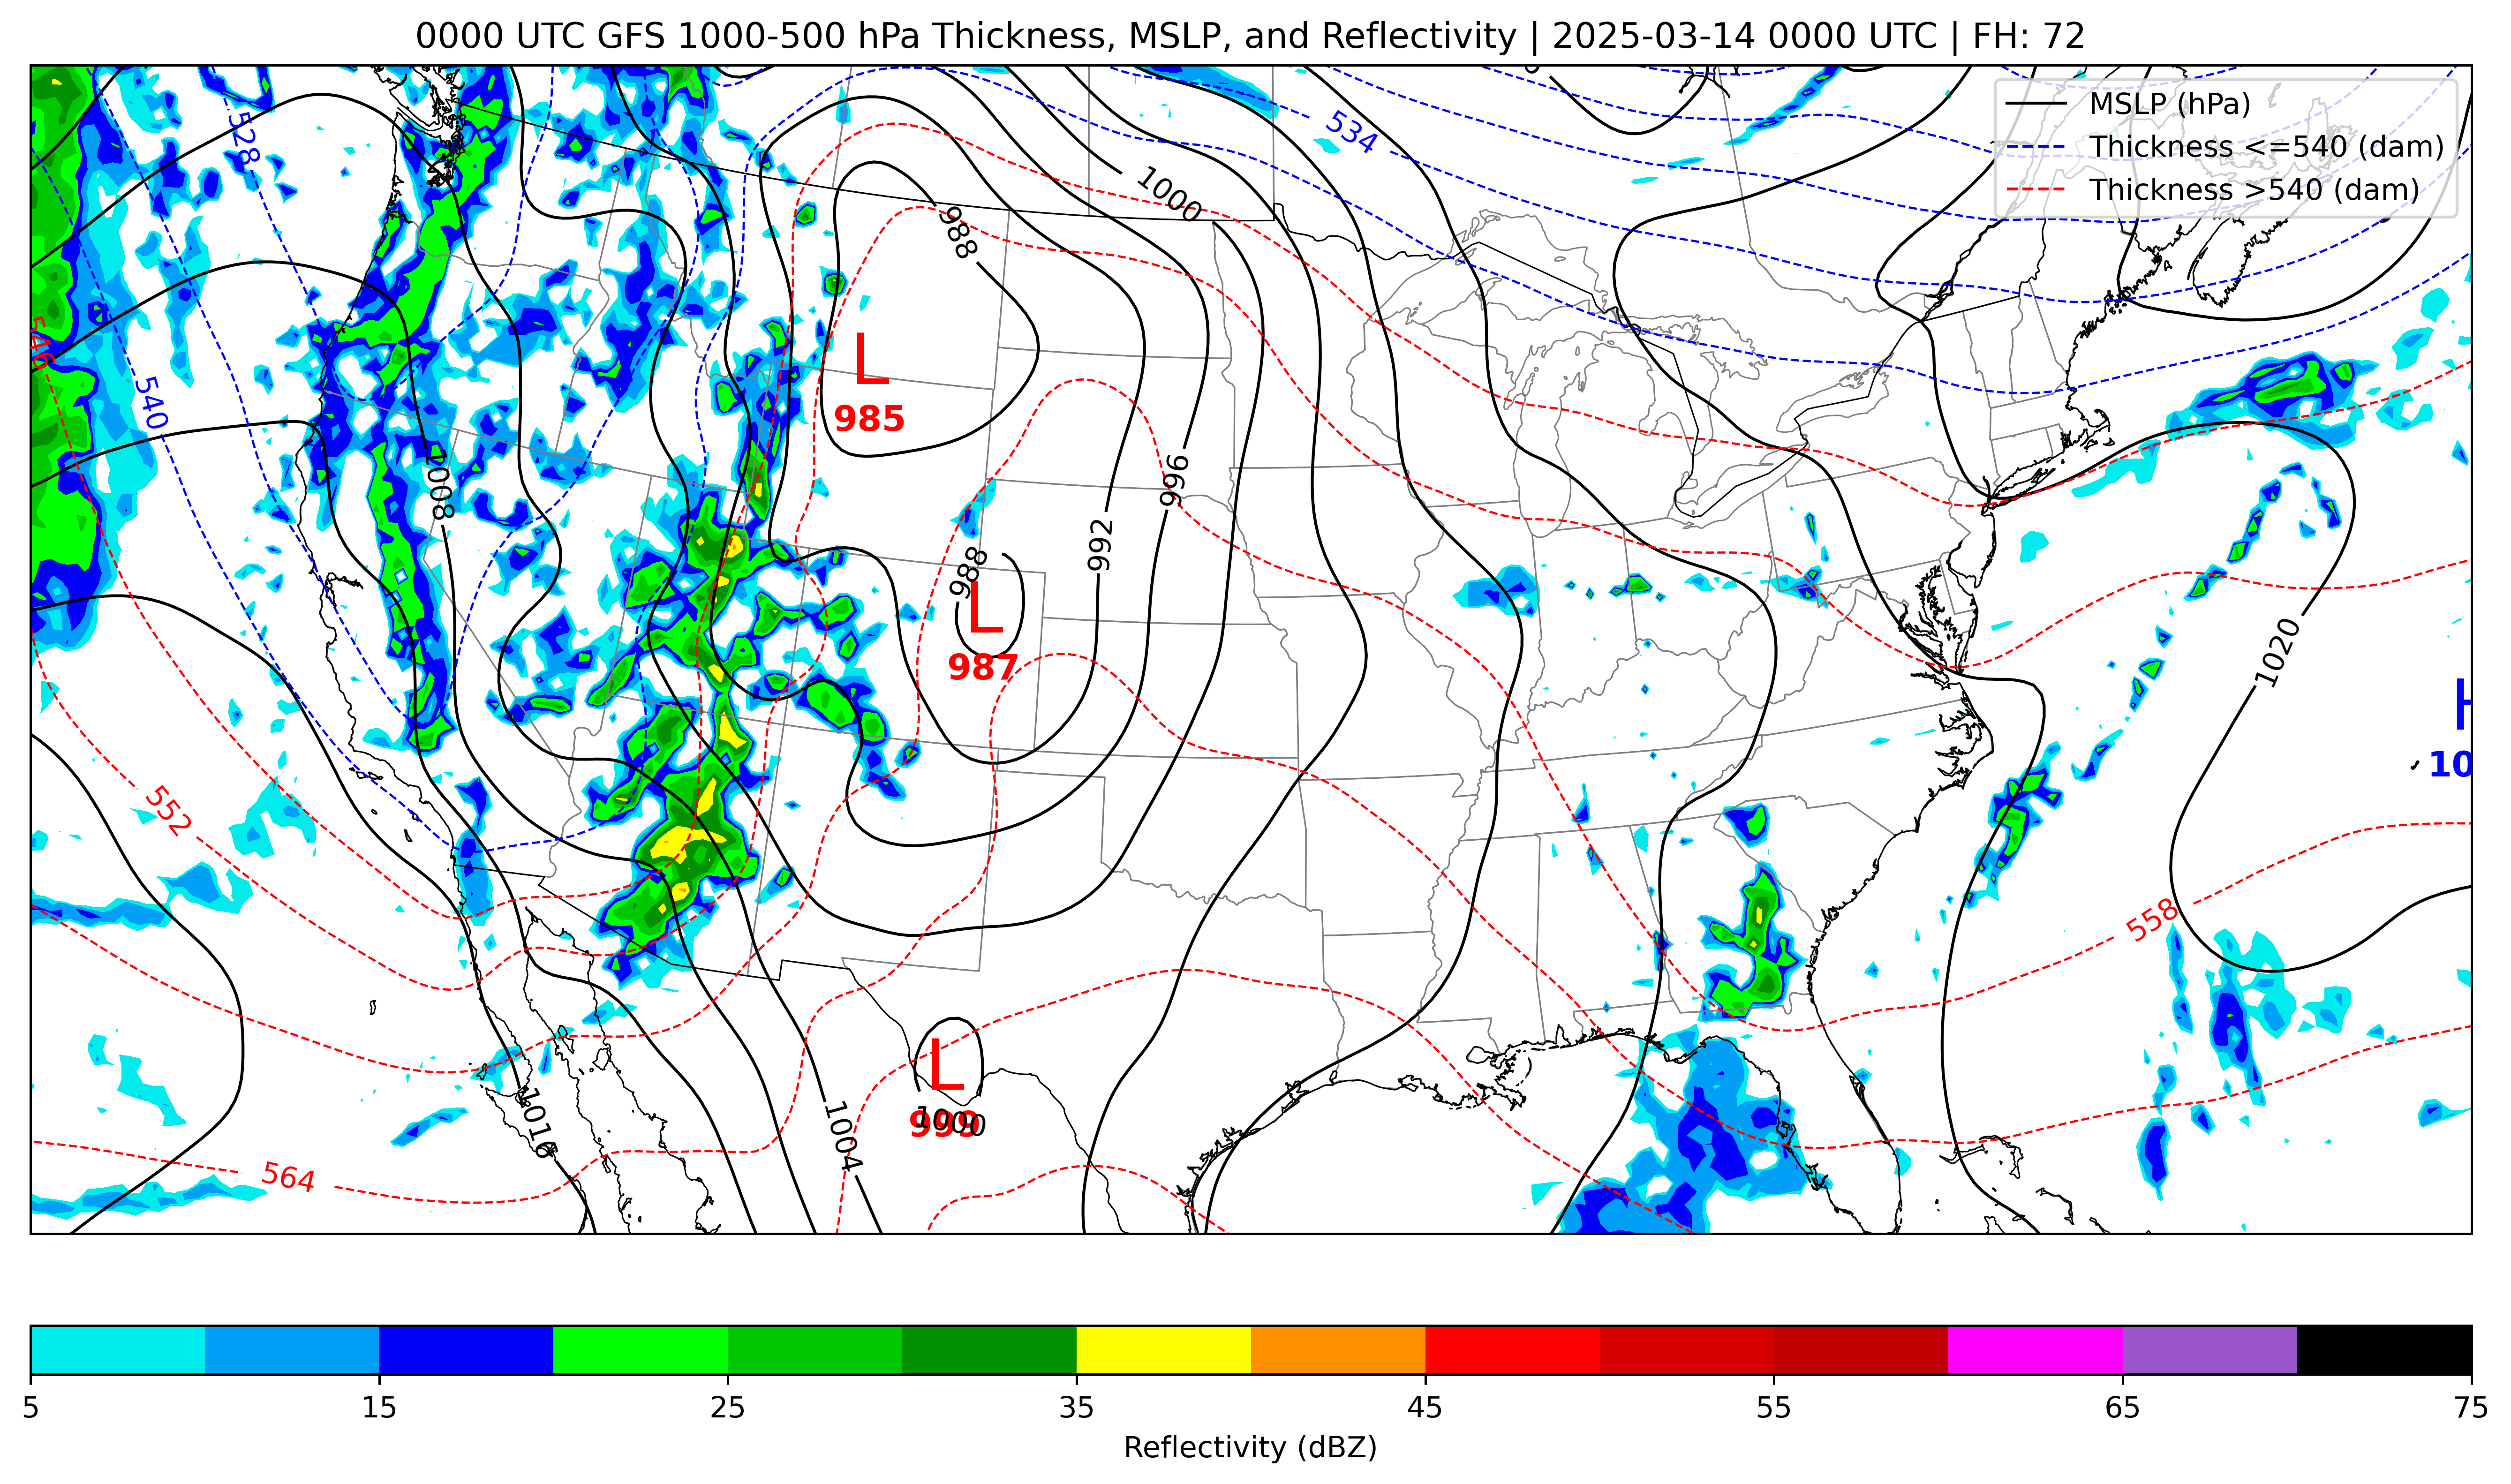 0000 UTC GFS 1000-500 hPa Thickness, MSLP, and Reflectivity | 2025-03-14 0000 UTC | FH: 72
MSLP (hPa)
Thickness <=540 (dam)
Thickness >540 (dam)
528
534
1000
988
546
L
985
540
1008
996
992
988
L
987
1020
H
10
552
558
L
999
1000
1016
1004
564
5 15 25 35 45 55 65 75
Reflectivity (dBZ)